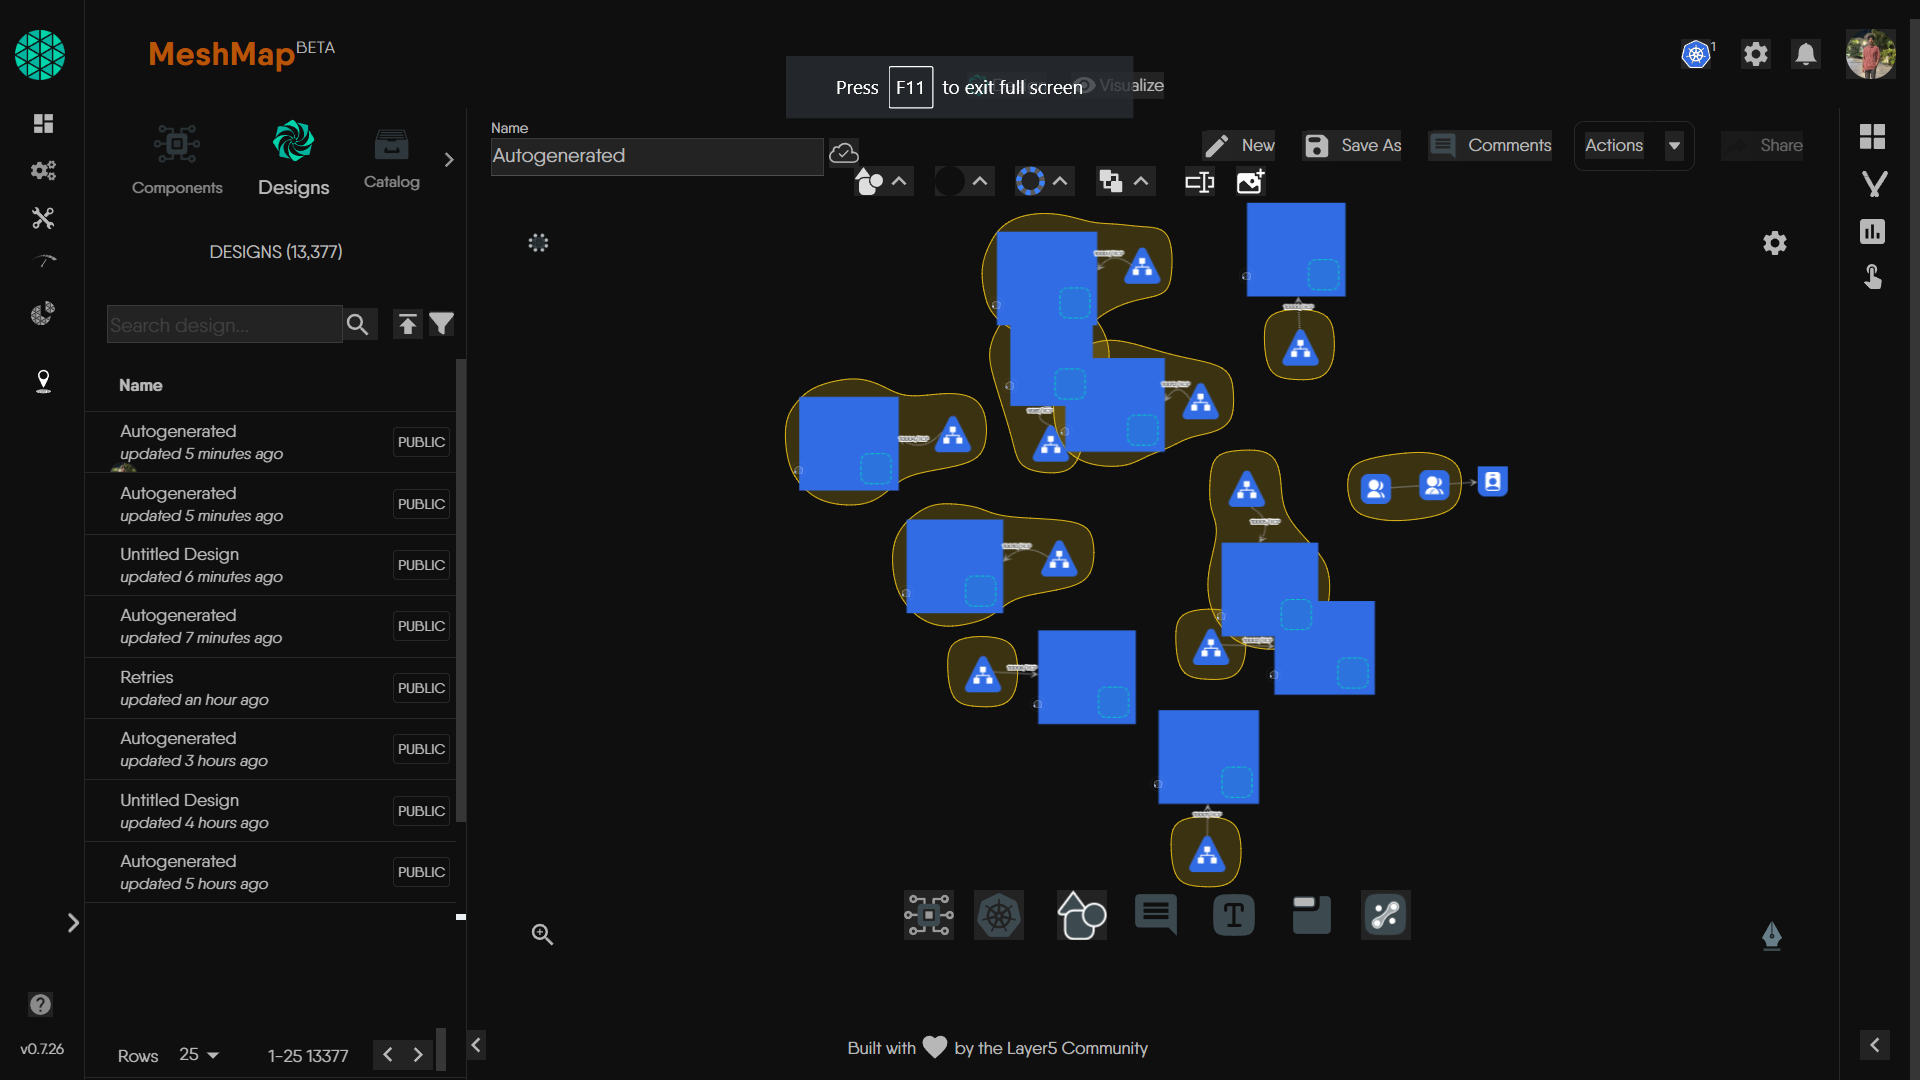 MeshMap BETA
1
Press F11 to exit full screen
Visualize
Components
Designs
Catalog
Name
Autogenerated
New
Save As
Comments
Actions
Share
DESIGNS (13,377)
Search design...
Name
Autogenerated
updated 5 minutes ago
PUBLIC
Autogenerated
updated 5 minutes ago
PUBLIC
Untitled Design
updated 6 minutes ago
PUBLIC
Autogenerated
updated 7 minutes ago
PUBLIC
Retries
updated an hour ago
PUBLIC
Autogenerated
updated 3 hours ago
PUBLIC
Untitled Design
updated 4 hours ago
PUBLIC
Autogenerated
updated 5 hours ago
PUBLIC
T
v0.7.26
Rows 25 1-25 13377
Built with by the Layer5 Community